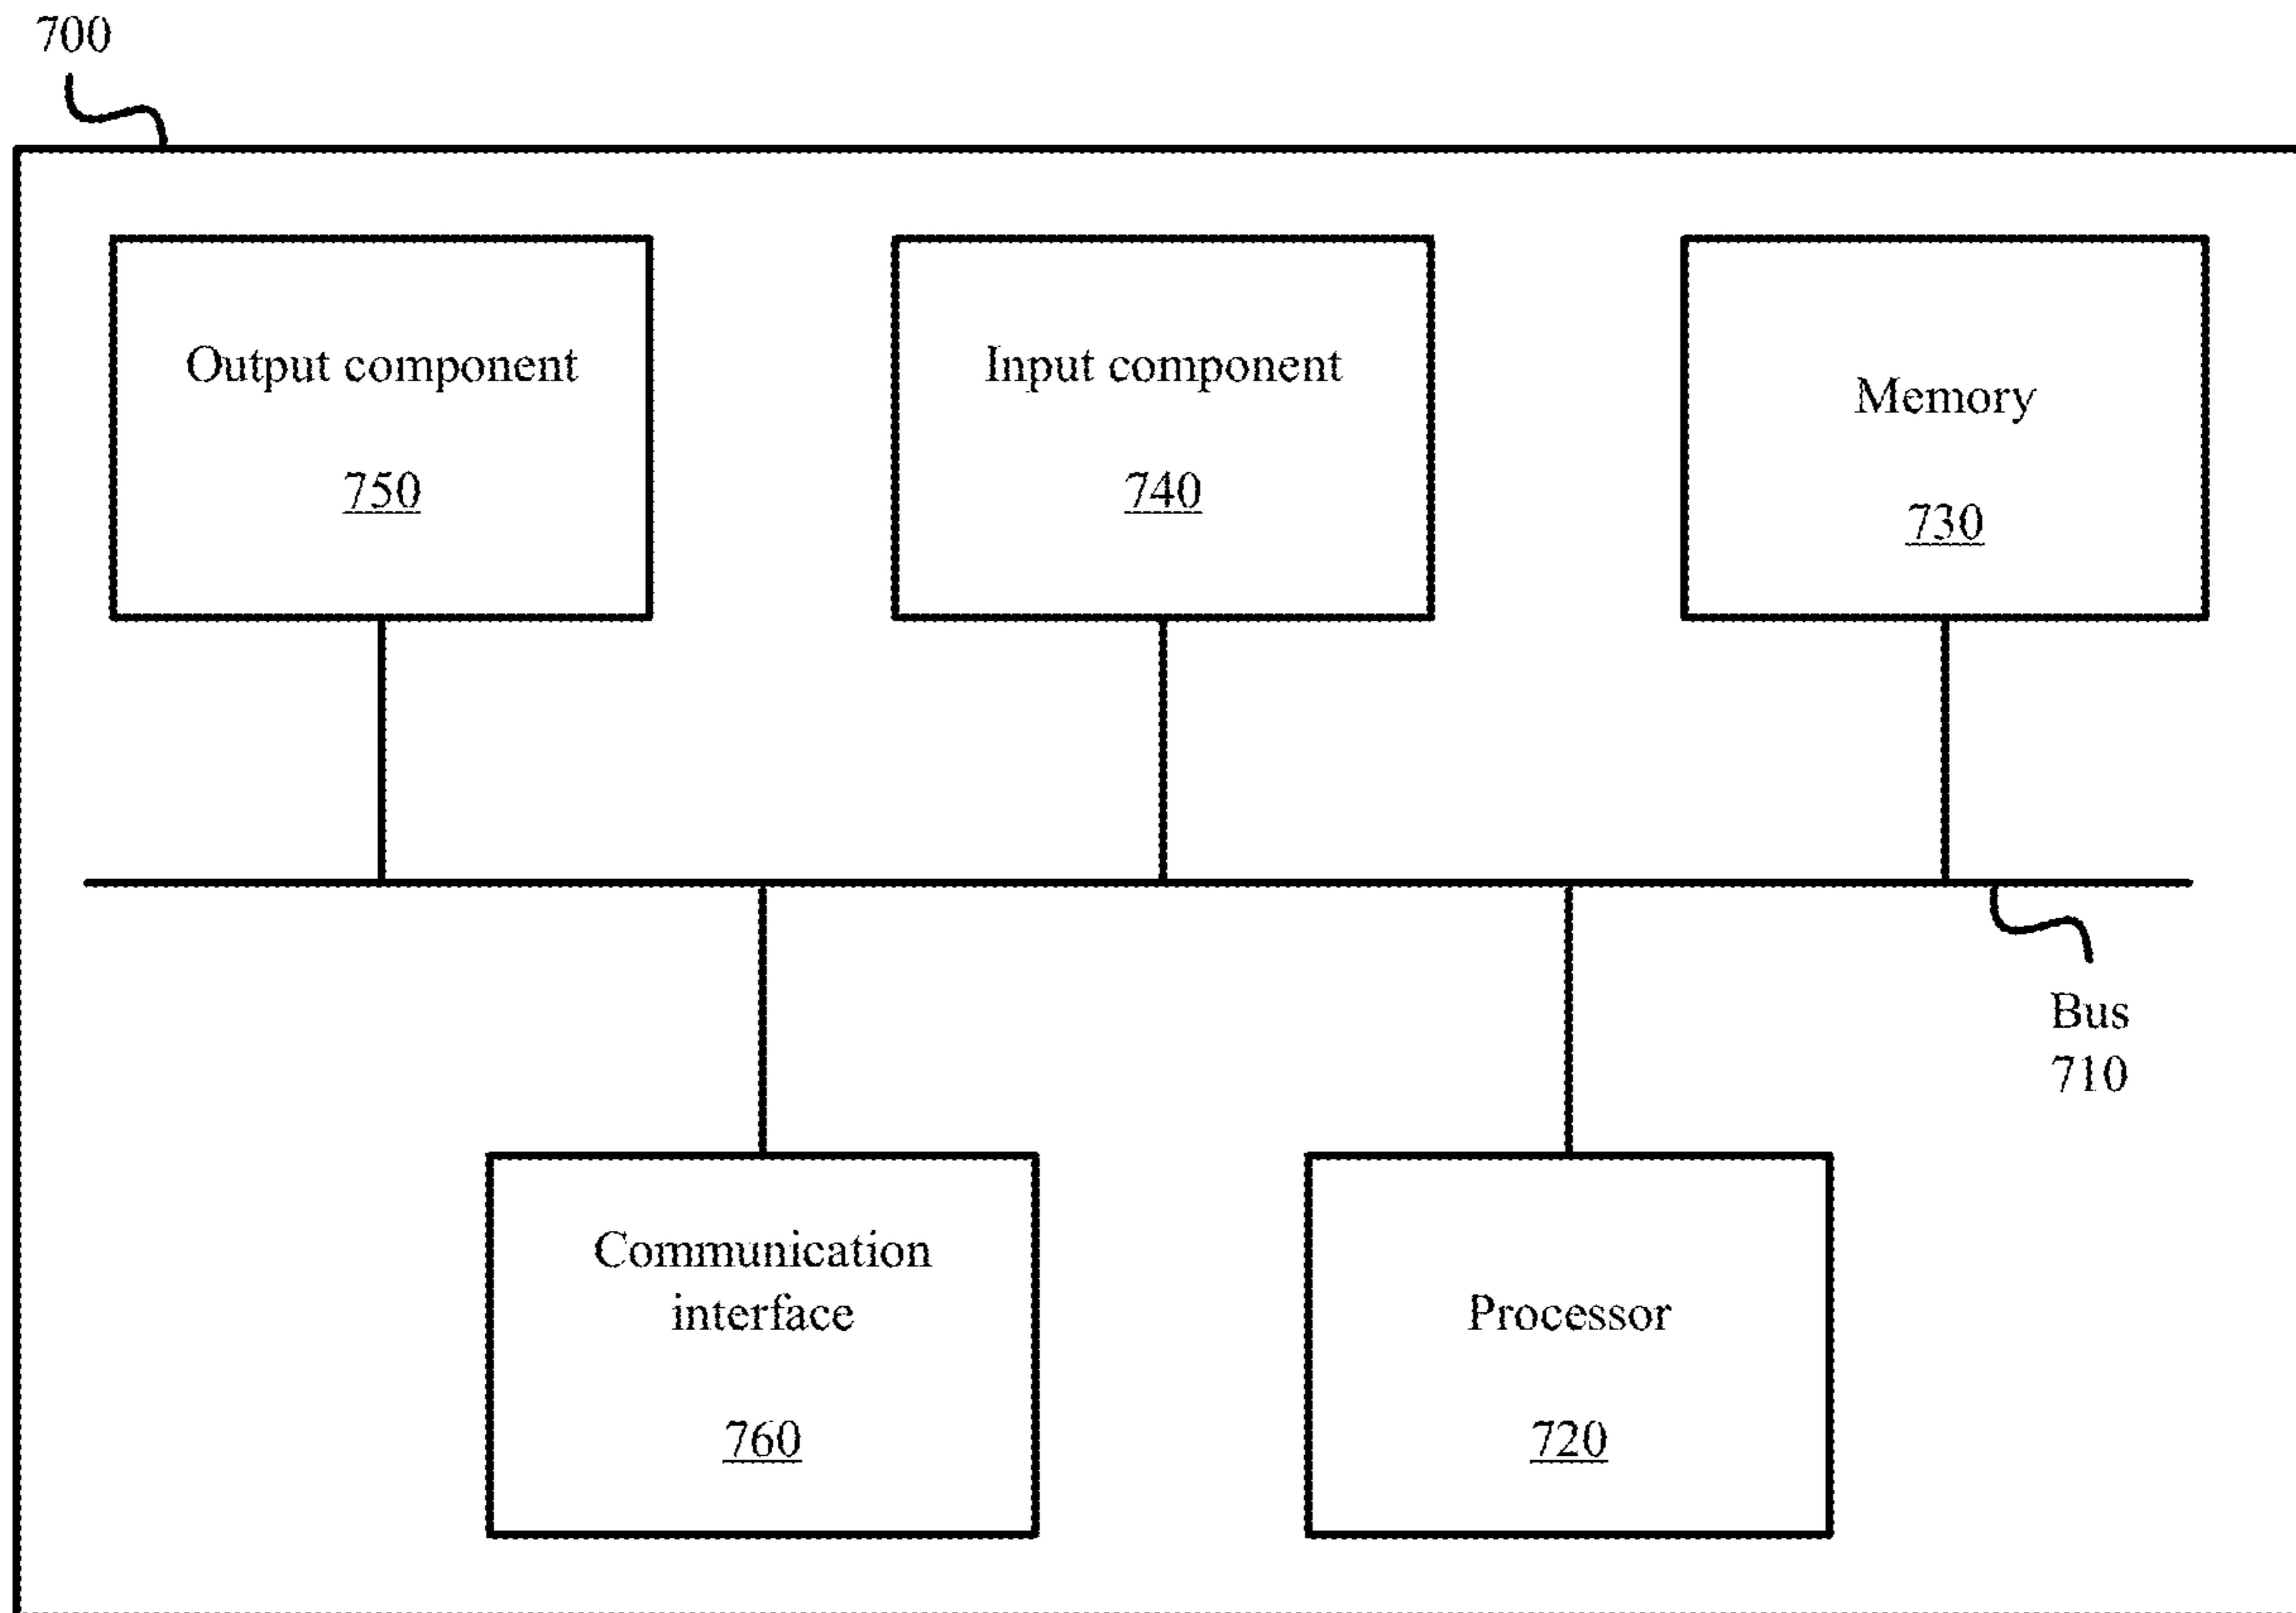 700
Output component
750
Input component
740
Memory
730
Bus
710
Communication
interface
760
Processor
720